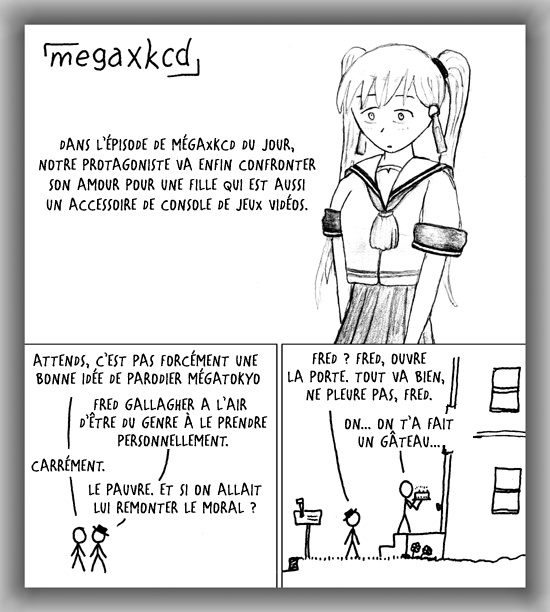 megaxkcd
DANS L'ÉPISODE DE MÉGAxKCD DU JOUR,
NOTRE PROTAGONISTE VA ENFIN CONFRONTER
SON AMOUR POUR UNE FILLE QUI EST AUSSI
UN ACCESSOIRE DE CONSOLE DE JEUX VIDÉOS.
ATTENDS, C'EST PAS FORCÉMENT UNE
BONNE IDÉE DE PARODIER MÉGATOKYO
FRED GALLAGHER A L'AIR
D'ÊTRE DU GENRE À LE PRENDRE
PERSONNELLEMENT.
CARRÉMENT.
LE PAUVRE. ET SI ON ALLAIT
LUI REMONTER LE MORAL ?
FRED ? FRED, OUVRE
LA PORTE. TOUT VA BIEN,
NE PLEURE PAS, FRED.
ON... ON T'A FAIT
UN GÂTEAU...